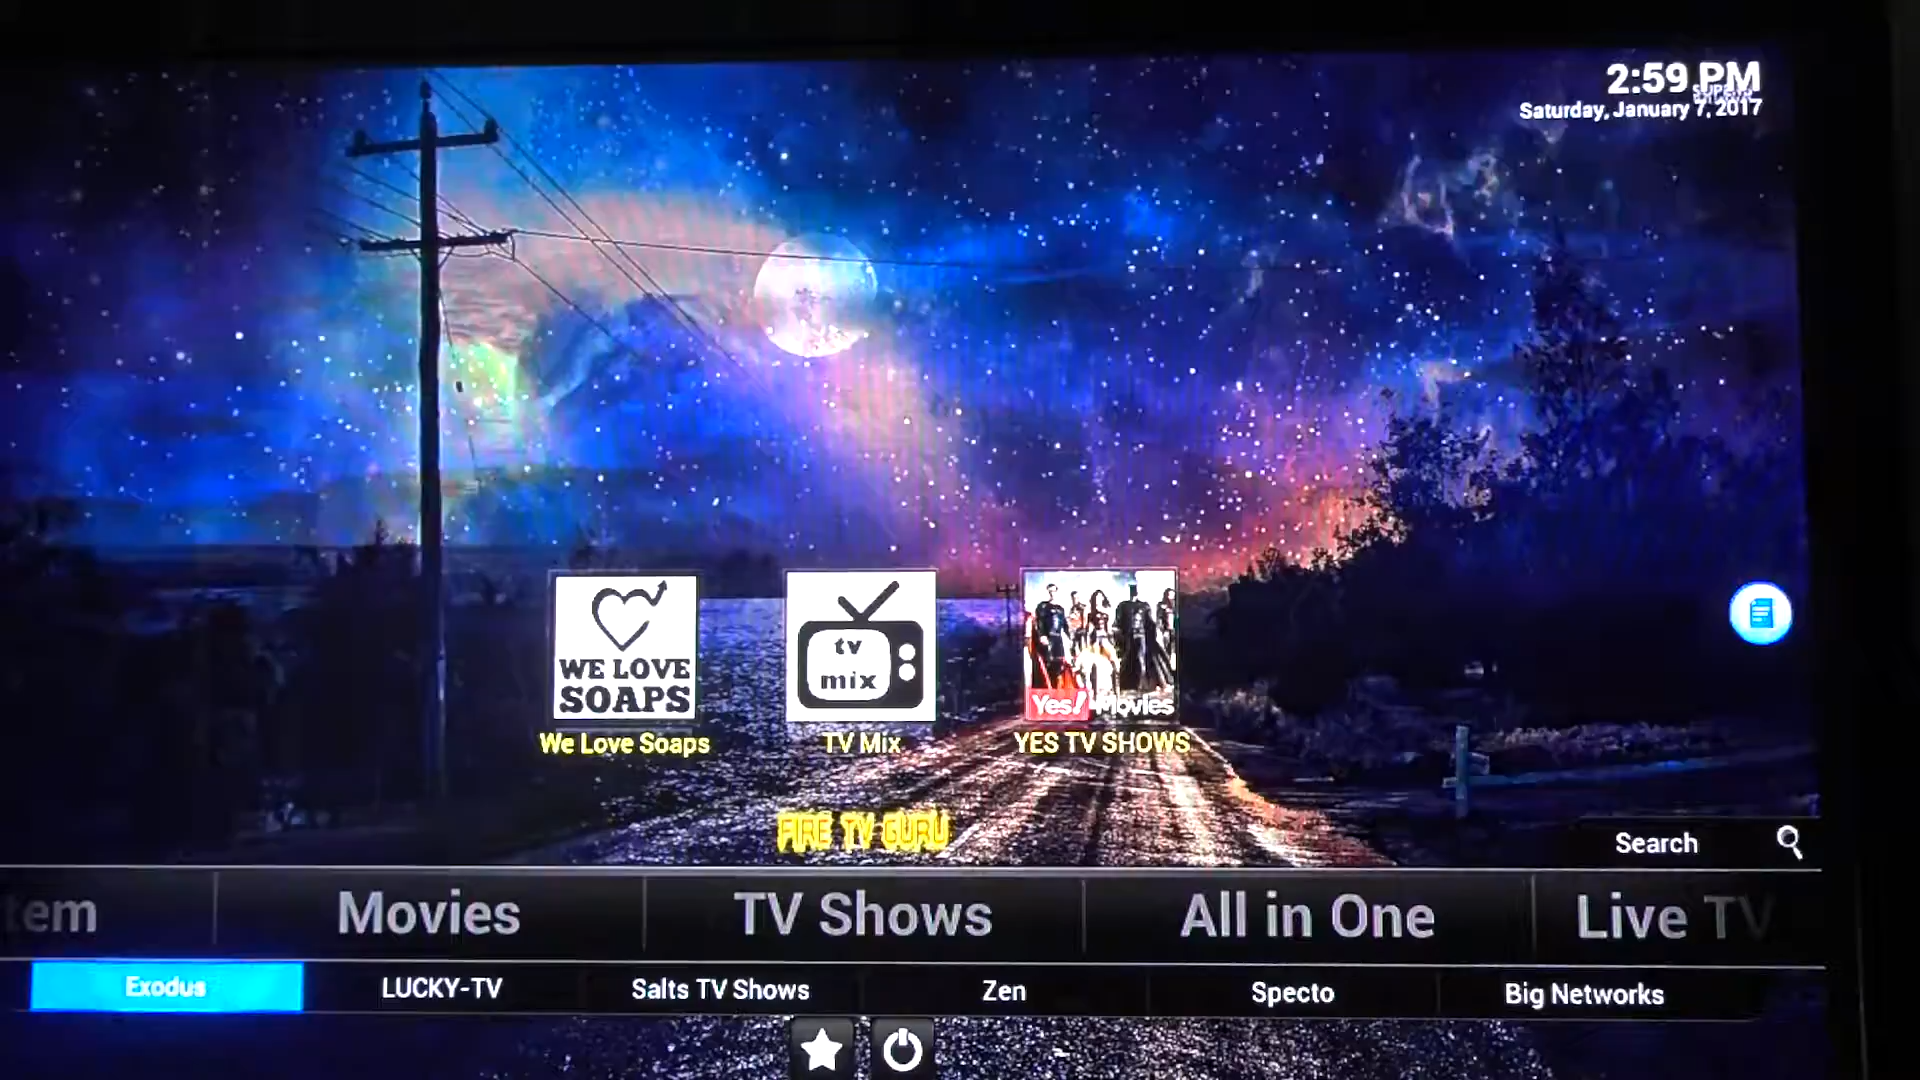 2:59 PM
Saturday, January 7, 2017
WE LOVE
SOAPS
We Love Soaps
tv
mix
TV Mix
Yes! Movies
YES TV SHOWS
FIRE TV GURU
Search
tem
Movies
TV Shows
All in One
Live TV
Exodus
LUCKY-TV
Salts TV Shows
Zen
Specto
Big Networks